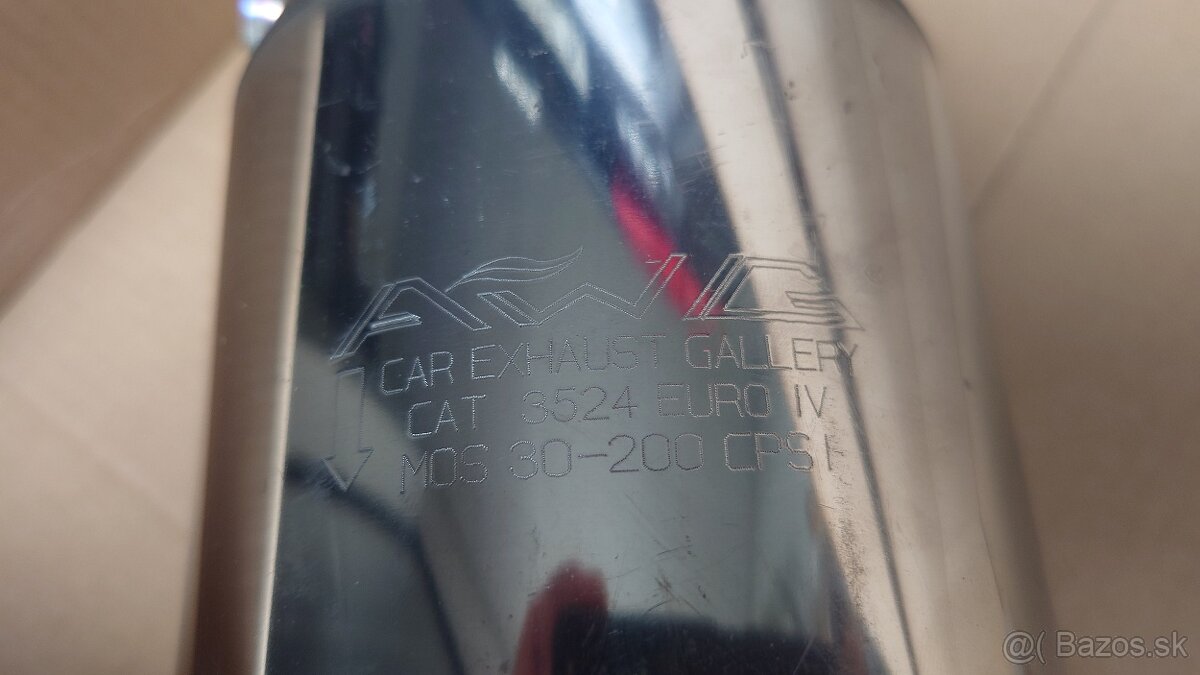 AWG
CAR EXHAUST GALLERY
CAT 3524 EURO IV
MOS 30-200 CPSI
@( Bazos.sk